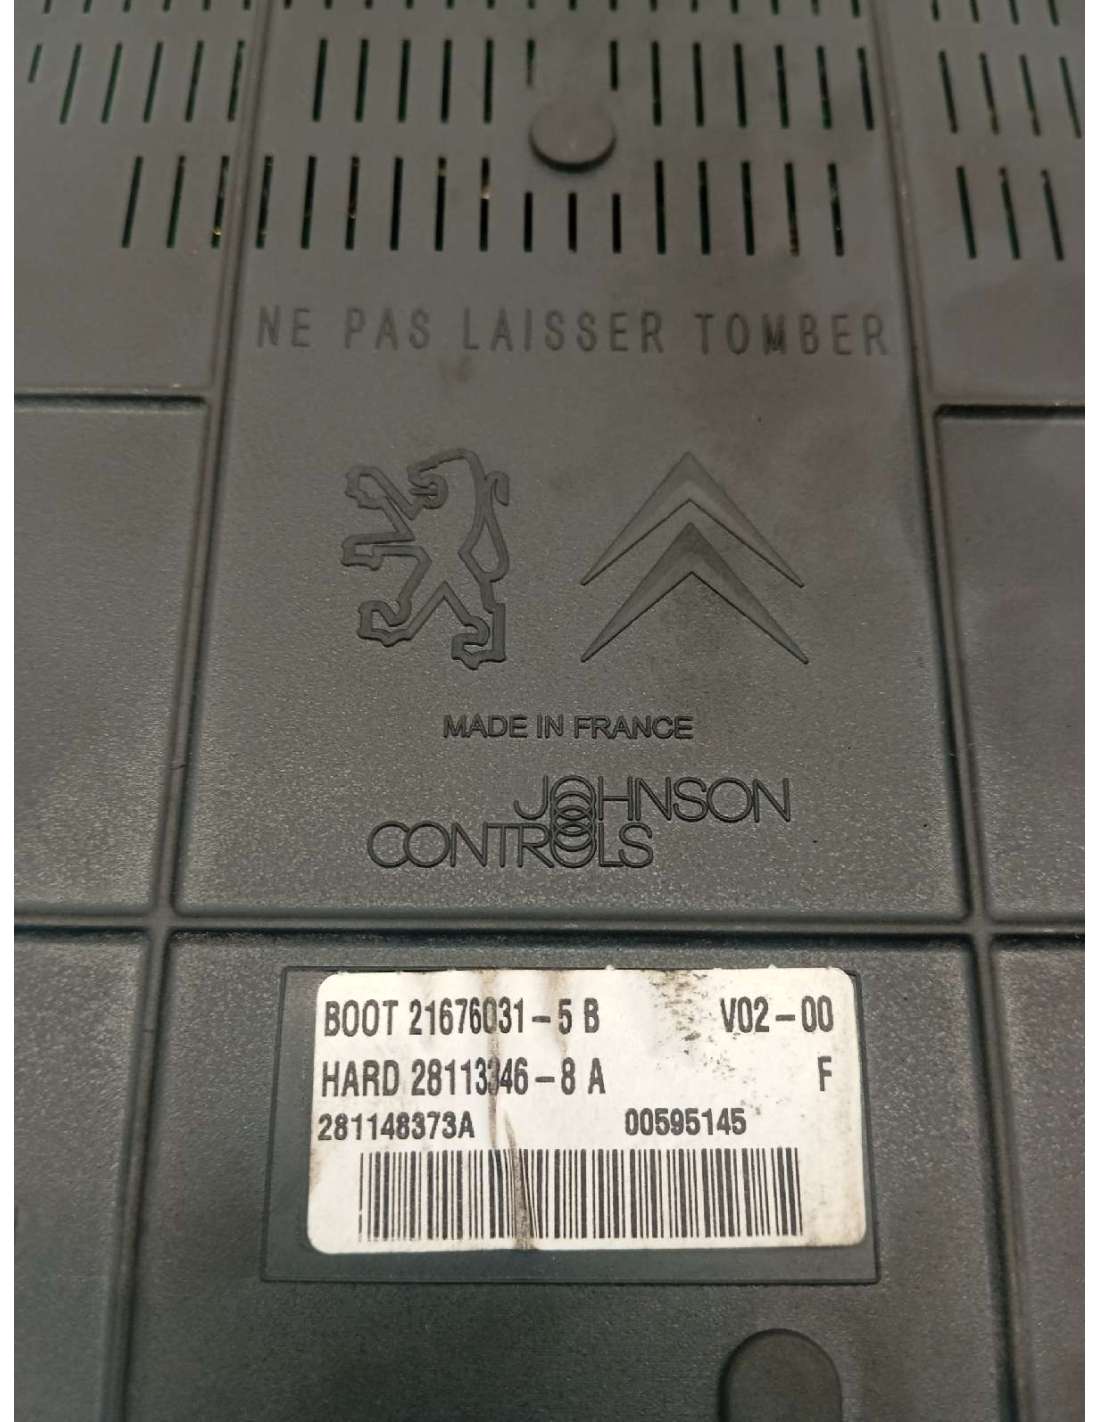 NE PAS LAISSER TOMBER
MADE IN FRANCE
JOHNSON
CONTROLS
BOOT 21676031-5 B V02-00
HARD 28113346-8 A F
281148373A 00595145